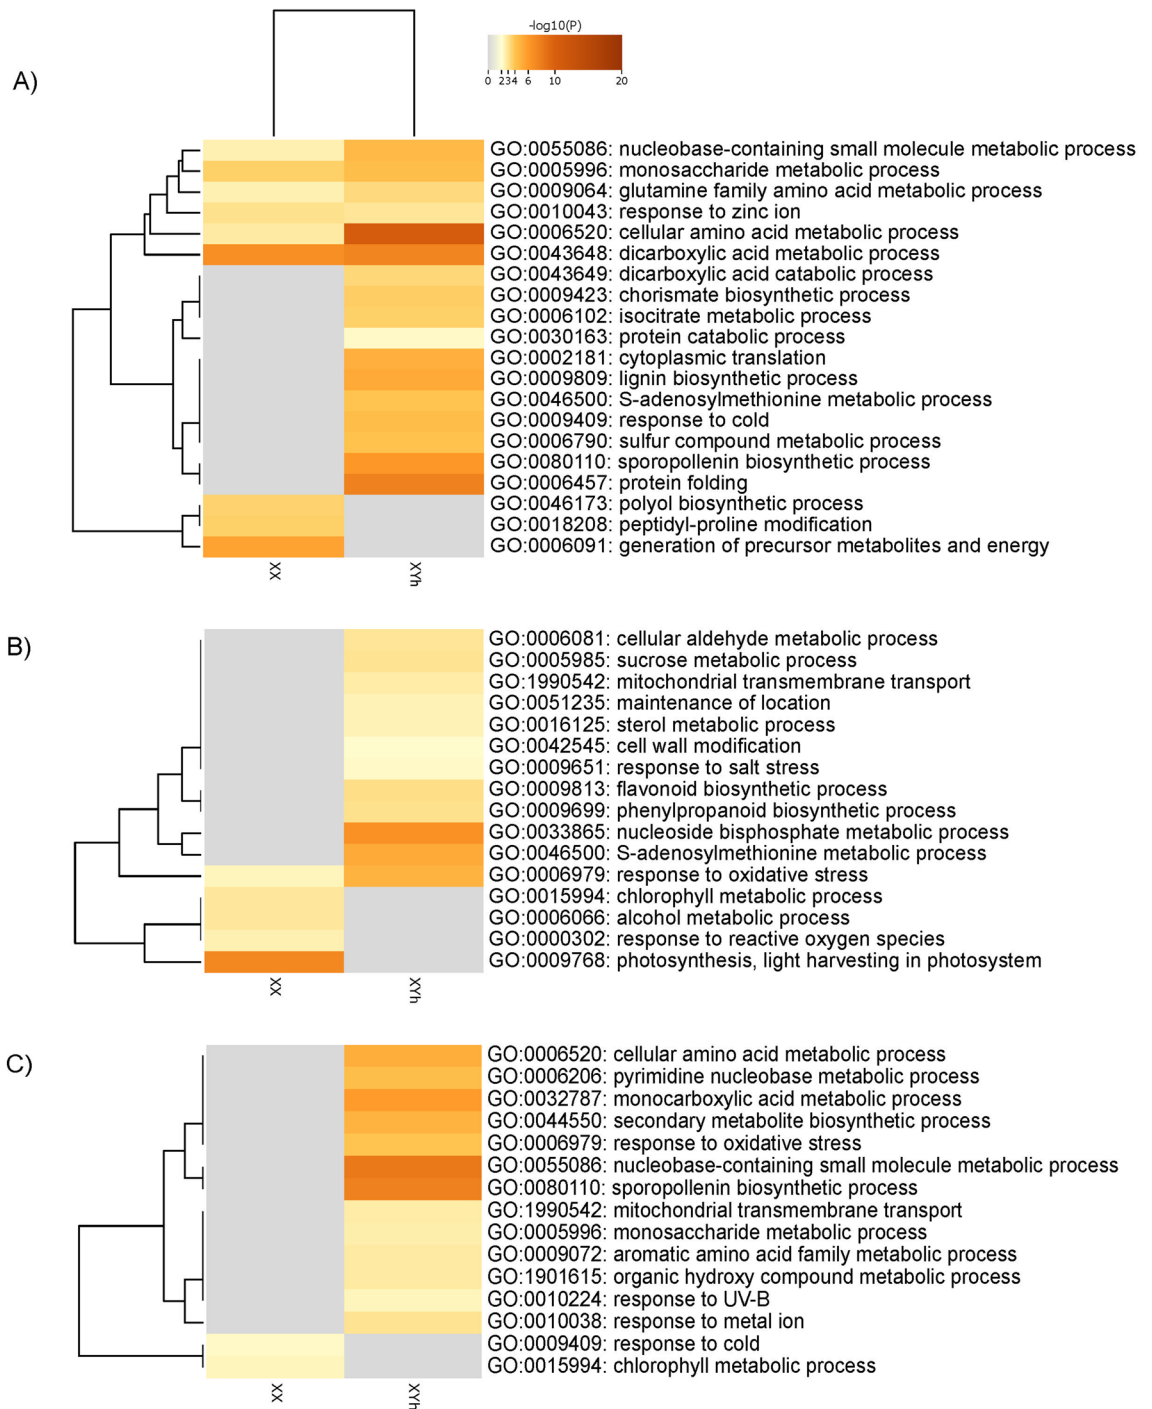 -log10(P)
0 2 3 4 6 10 20
A)
GO:0055086: nucleobase-containing small molecule metabolic process
GO:0005996: monosaccharide metabolic process
GO:0009064: glutamine family amino acid metabolic process
GO:0010043: response to zinc ion
GO:0006520: cellular amino acid metabolic process
GO:0043648: dicarboxylic acid metabolic process
GO:0043649: dicarboxylic acid catabolic process
GO:0009423: chorismate biosynthetic process
GO:0006102: isocitrate metabolic process
GO:0030163: protein catabolic process
GO:0002181: cytoplasmic translation
GO:0009809: lignin biosynthetic process
GO:0046500: S-adenosylmethionine metabolic process
GO:0009409: response to cold
GO:0006790: sulfur compound metabolic process
GO:0080110: sporopollenin biosynthetic process
GO:0006457: protein folding
GO:0046173: polyol biosynthetic process
GO:0018208: peptidyl-proline modification
GO:0006091: generation of precursor metabolites and energy
XX XYh
B)
GO:0006081: cellular aldehyde metabolic process
GO:0005985: sucrose metabolic process
GO:1990542: mitochondrial transmembrane transport
GO:0051235: maintenance of location
GO:0016125: sterol metabolic process
GO:0042545: cell wall modification
GO:0009651: response to salt stress
GO:0009813: flavonoid biosynthetic process
GO:0009699: phenylpropanoid biosynthetic process
GO:0033865: nucleoside bisphosphate metabolic process
GO:0046500: S-adenosylmethionine metabolic process
GO:0006979: response to oxidative stress
GO:0015994: chlorophyll metabolic process
GO:0006066: alcohol metabolic process
GO:0000302: response to reactive oxygen species
GO:0009768: photosynthesis, light harvesting in photosystem
XX XYh
C)
GO:0006520: cellular amino acid metabolic process
GO:0006206: pyrimidine nucleobase metabolic process
GO:0032787: monocarboxylic acid metabolic process
GO:0044550: secondary metabolite biosynthetic process
GO:0006979: response to oxidative stress
GO:0055086: nucleobase-containing small molecule metabolic process
GO:0080110: sporopollenin biosynthetic process
GO:1990542: mitochondrial transmembrane transport
GO:0005996: monosaccharide metabolic process
GO:0009072: aromatic amino acid family metabolic process
GO:1901615: organic hydroxy compound metabolic process
GO:0010224: response to UV-B
GO:0010038: response to metal ion
GO:0009409: response to cold
GO:0015994: chlorophyll metabolic process
XX XYh